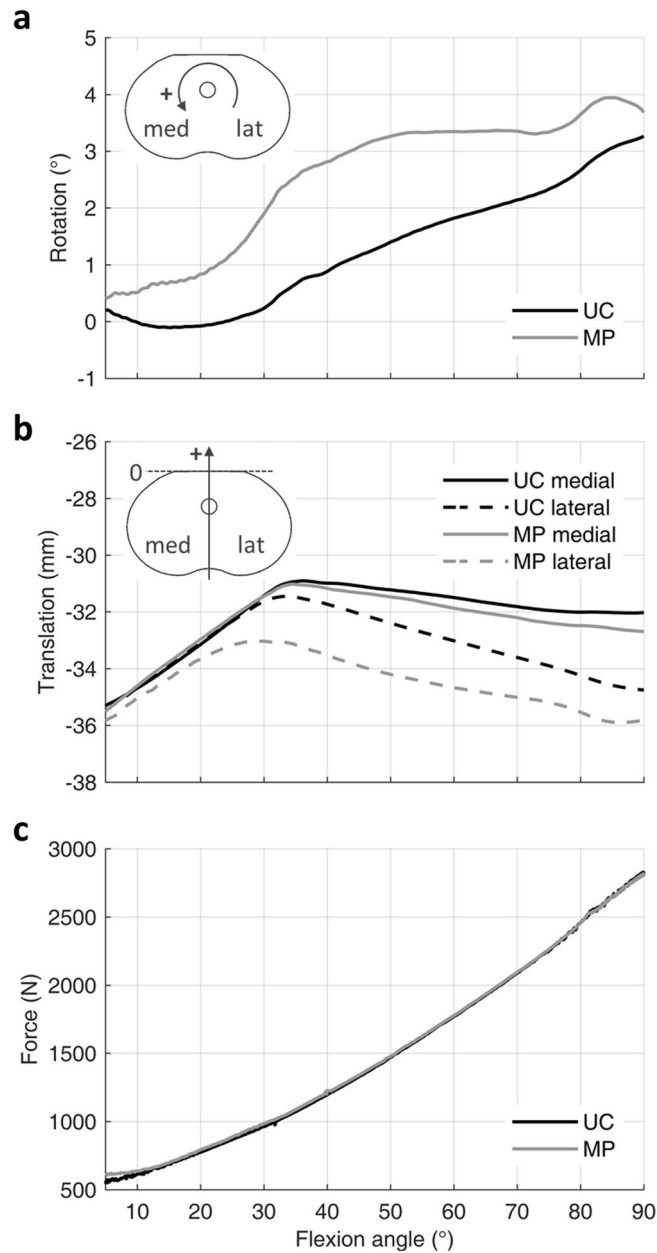 a
5
4
3
2
1
0
-1
Rotation (°)
+
med
lat
UC
MP
b
-26
-28
-30
-32
-34
-36
-38
Translation (mm)
0
+
med
lat
UC medial
UC lateral
MP medial
MP lateral
c
3000
2500
2000
1500
1000
500
Force (N)
UC
MP
10 20 30 40 50 60 70 80 90
Flexion angle (°)